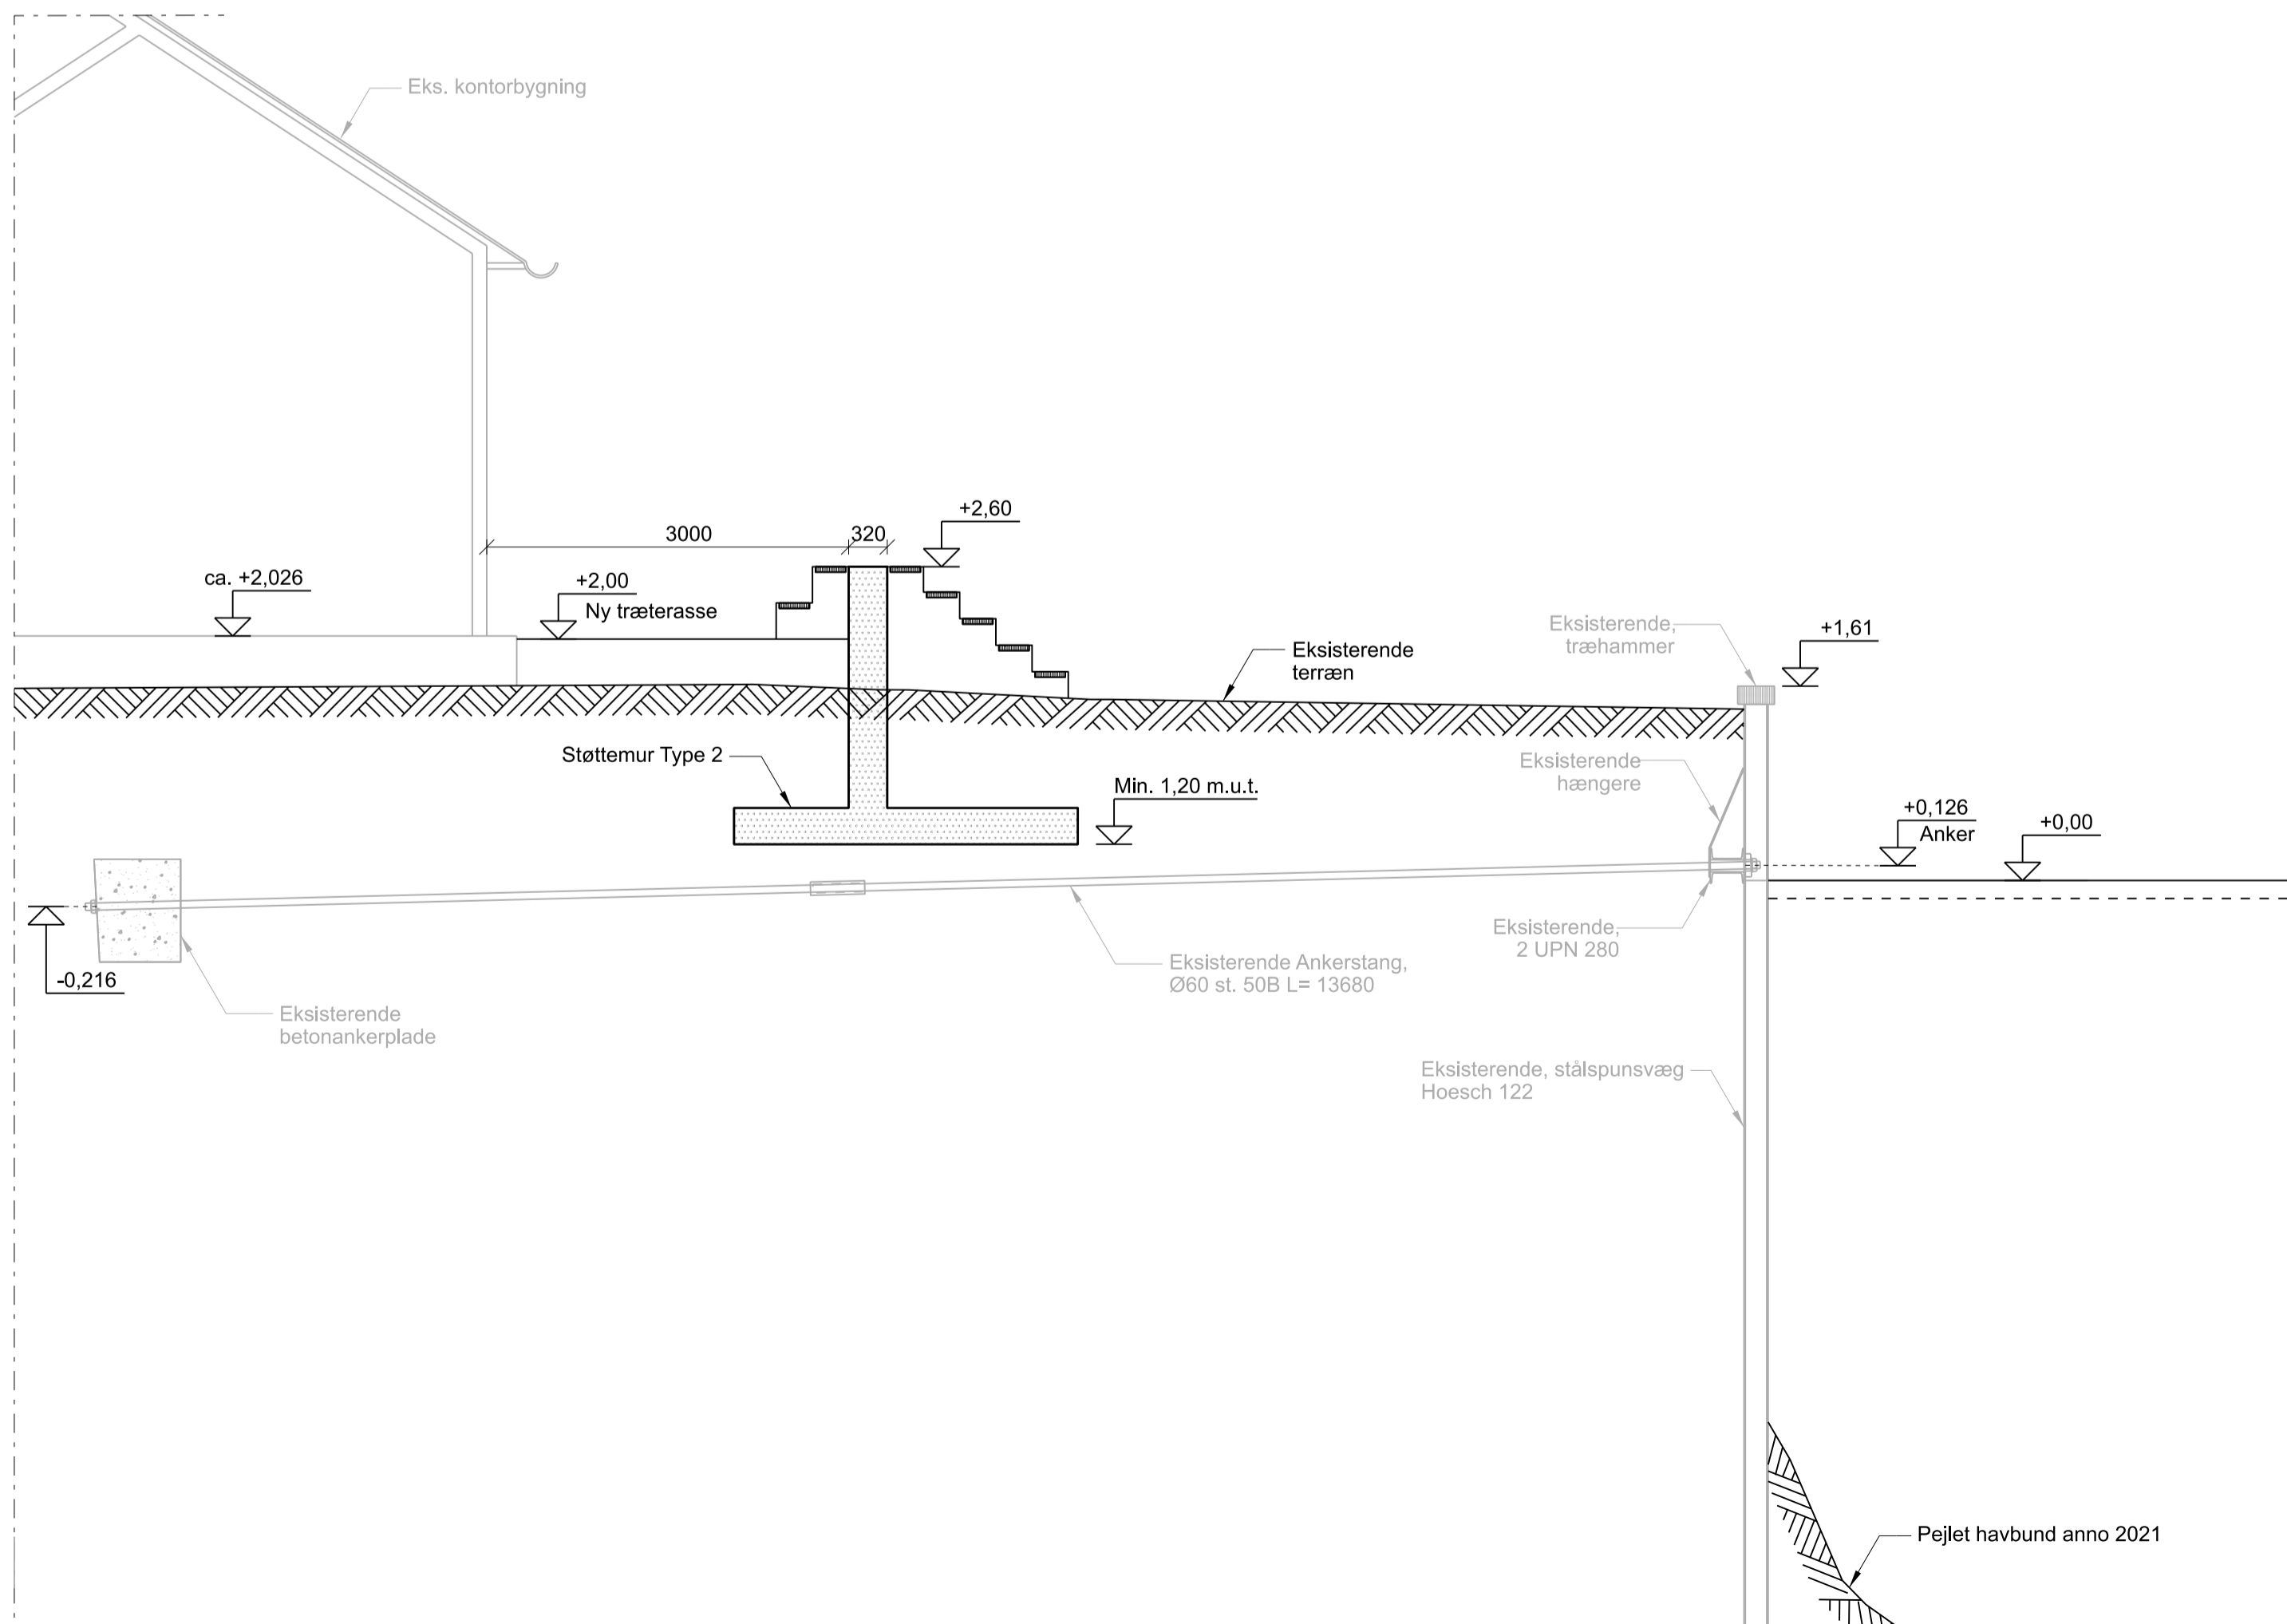 Eks. kontorbygning
+2,60
3000
320
ca. +2,026
+2,00
Ny træterasse
Eksisterende,
træhammer
+1,61
Eksisterende
terræn
Støttemur Type 2
Min. 1,20 m.u.t.
Eksisterende
hængere
+0,126
Anker
+0,00
Eksisterende,
2 UPN 280
Eksisterende Ankerstang,
Ø60 st. 50B L= 13680
-0,216
Eksisterende
betonankerplade
Eksisterende, stålspunsvæg
Hoesch 122
Pejlet havbund anno 2021